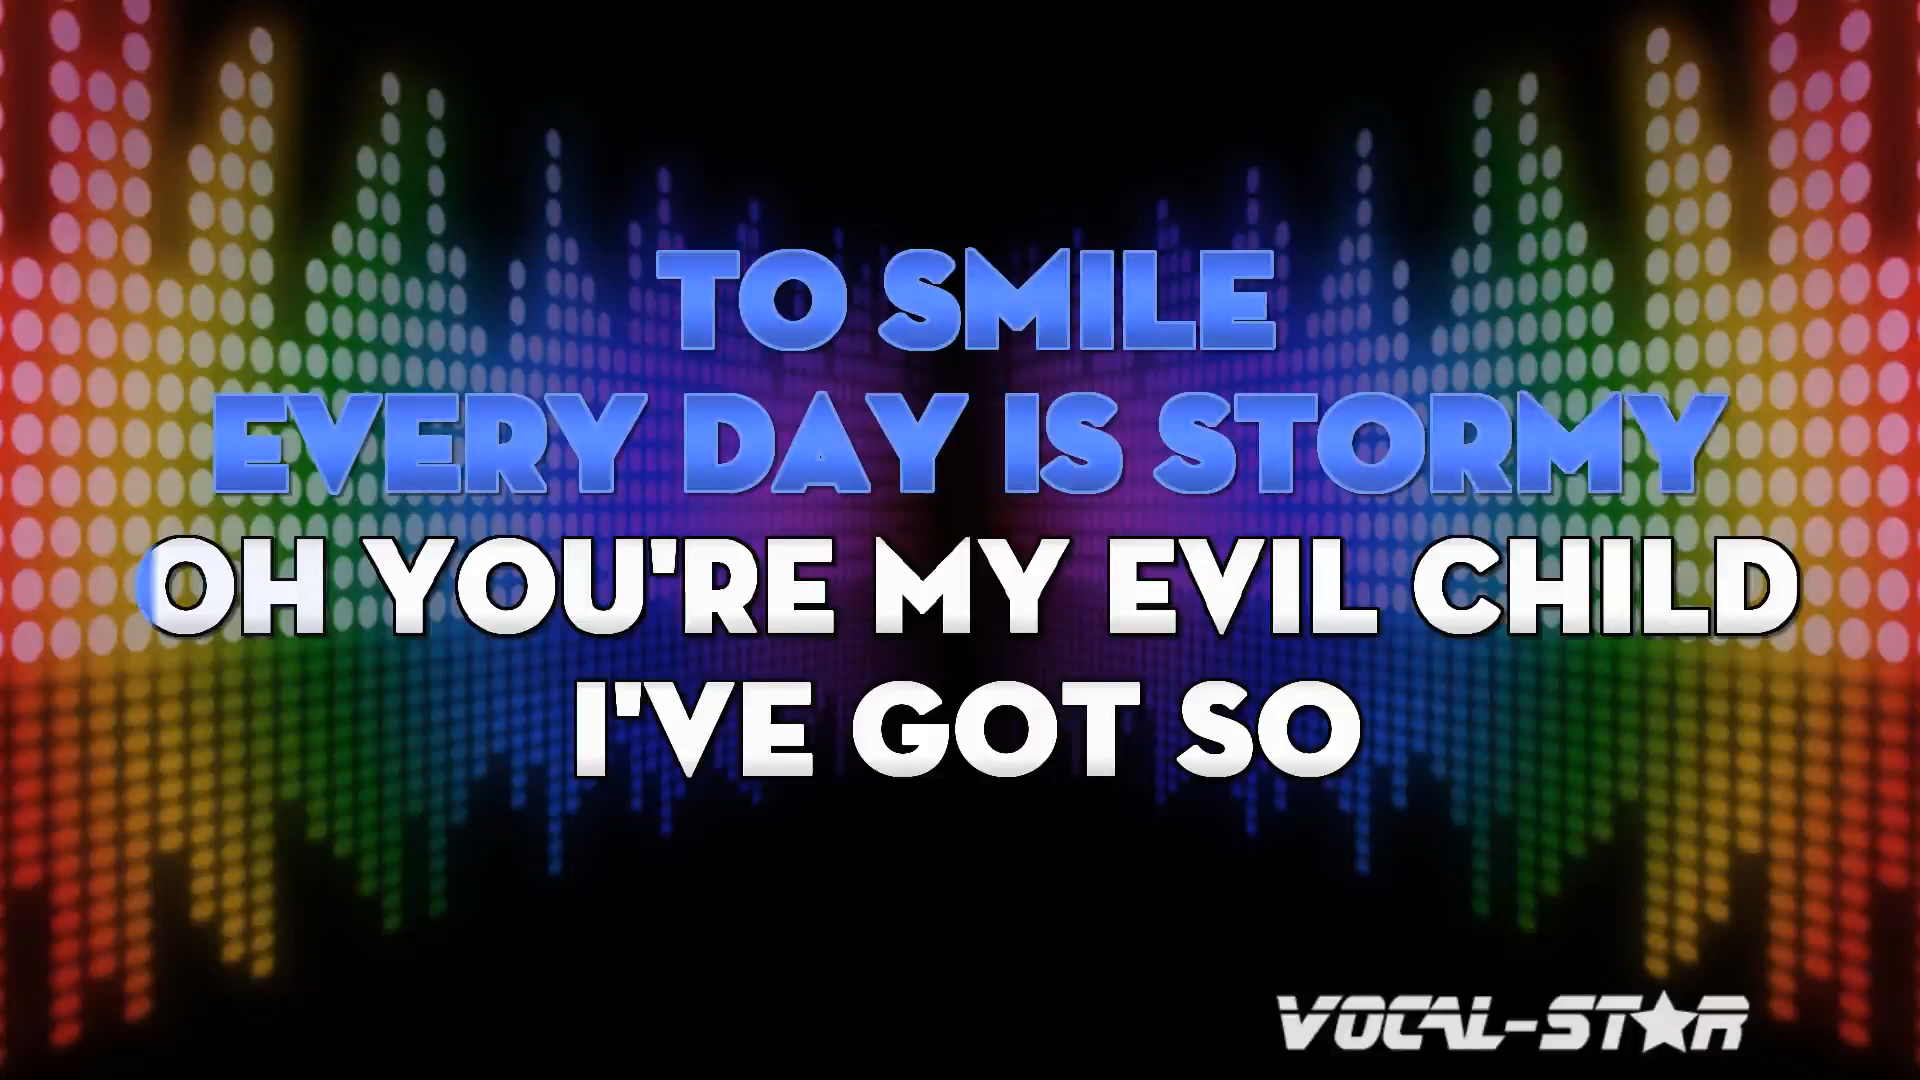 TO SMILE
EVERY DAY IS STORMY
OH YOU'RE MY EVIL CHILD
I'VE GOT SO
VOCAL-STAR